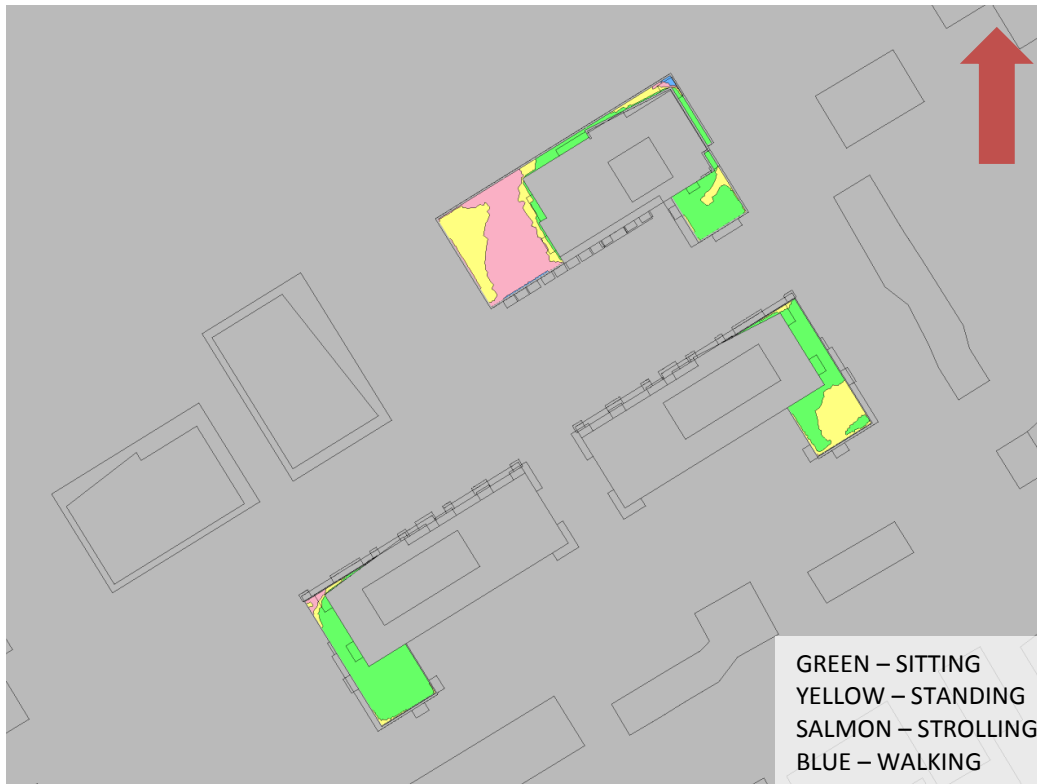 GREEN – SITTING
YELLOW – STANDING
SALMON – STROLLING
BLUE – WALKING